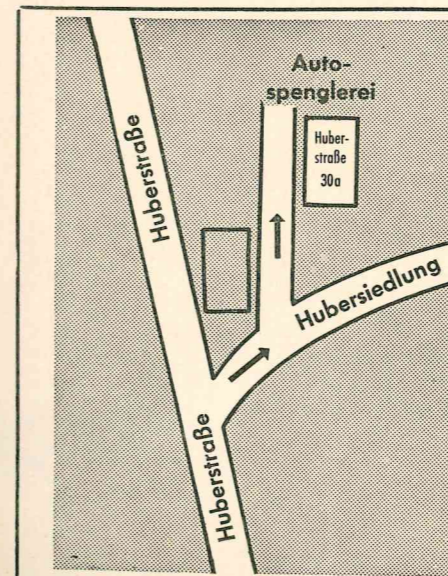 Auto-
spenglerei
Huber-
straße
30a
Huberstraße
Hubersiedlung
Huberstraße